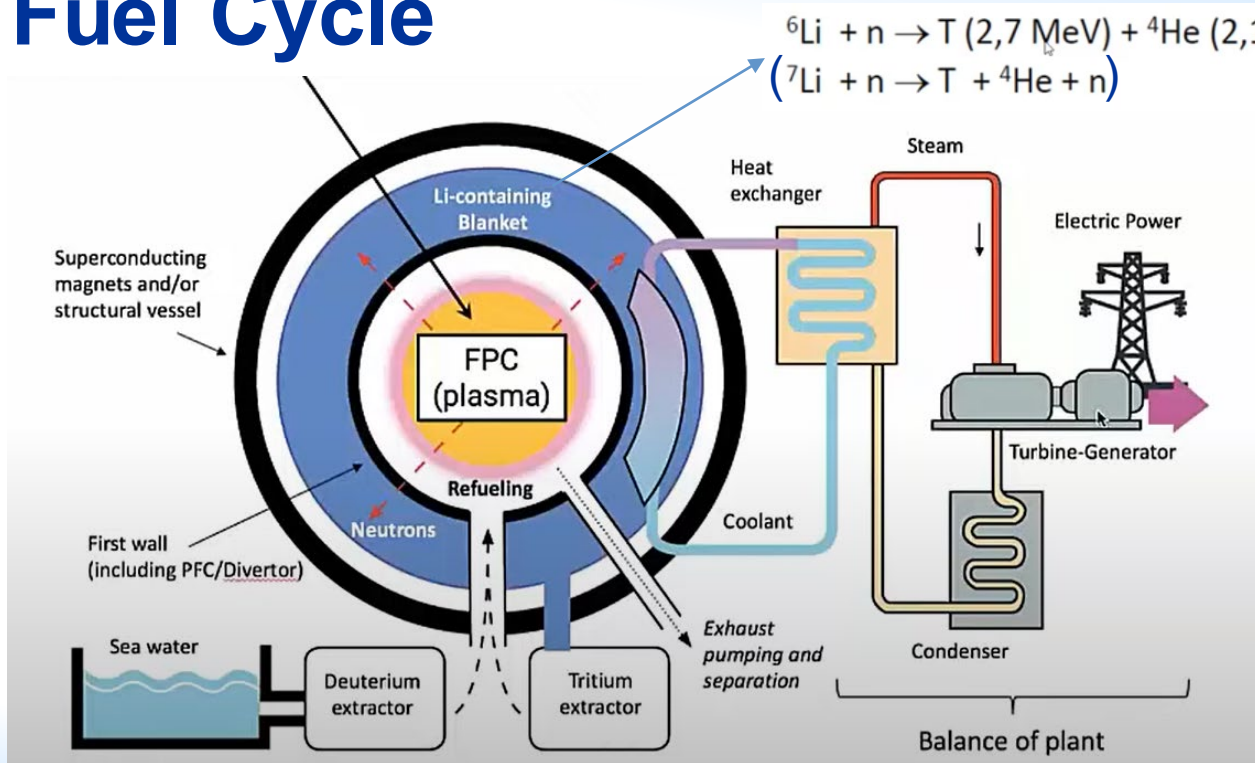 Fuel Cycle
⁶Li + n → T (2,7 MeV) + ⁴He (2,
(⁷Li + n → T + ⁴He + n)
Steam
Heat
exchanger
Li-containing
Blanket
Electric Power
Superconducting
magnets and/or
structural vessel
FPC
(plasma)
Turbine-Generator
Refueling
Neutrons
Coolant
First wall
(including PFC/Divertor)
Exhaust
pumping and
separation
Condenser
Sea water
Deuterium
extractor
Tritium
extractor
Balance of plant